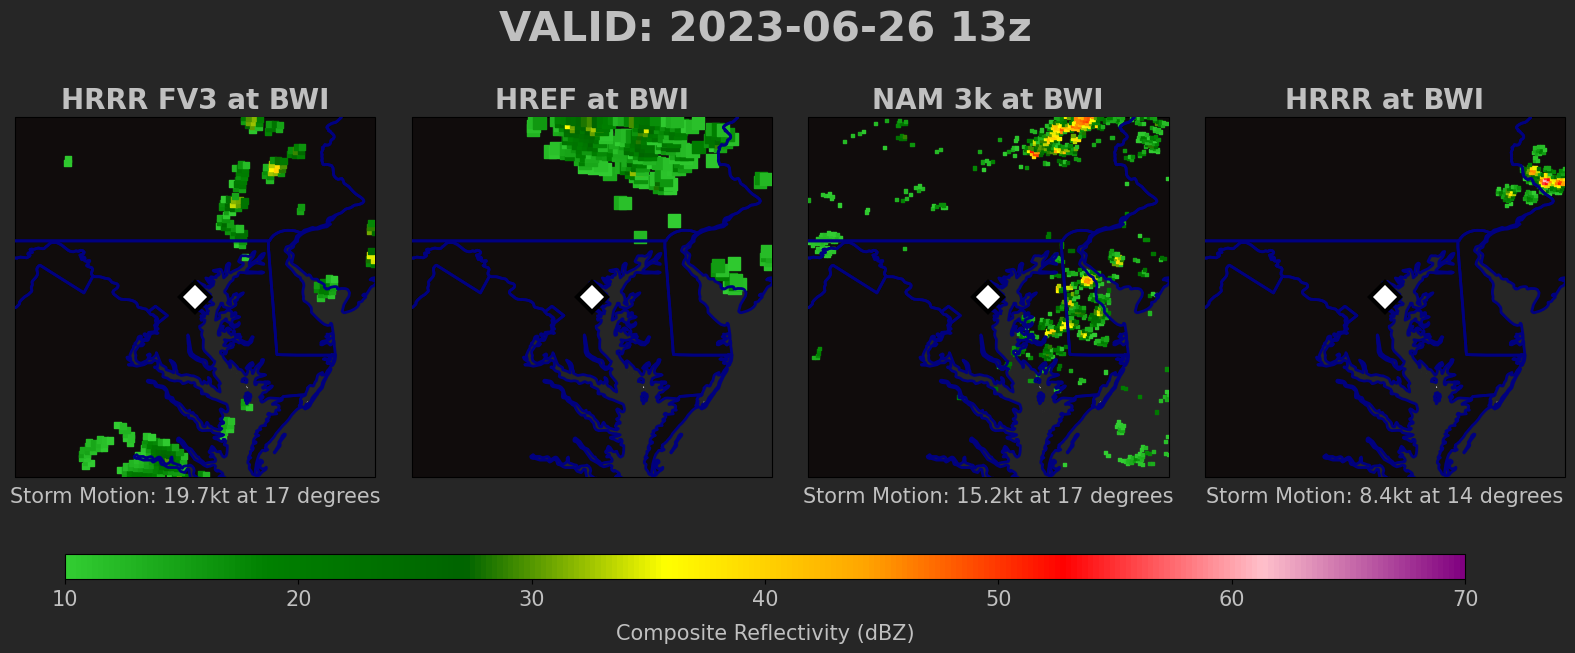 VALID: 2023-06-26 13z
HRRR FV3 at BWI
HREF at BWI
NAM 3k at BWI
HRRR at BWI
Storm Motion: 19.7kt at 17 degrees
Storm Motion: 15.2kt at 17 degrees
Storm Motion: 8.4kt at 14 degrees
10 20 30 40 50 60 70
Composite Reflectivity (dBZ)